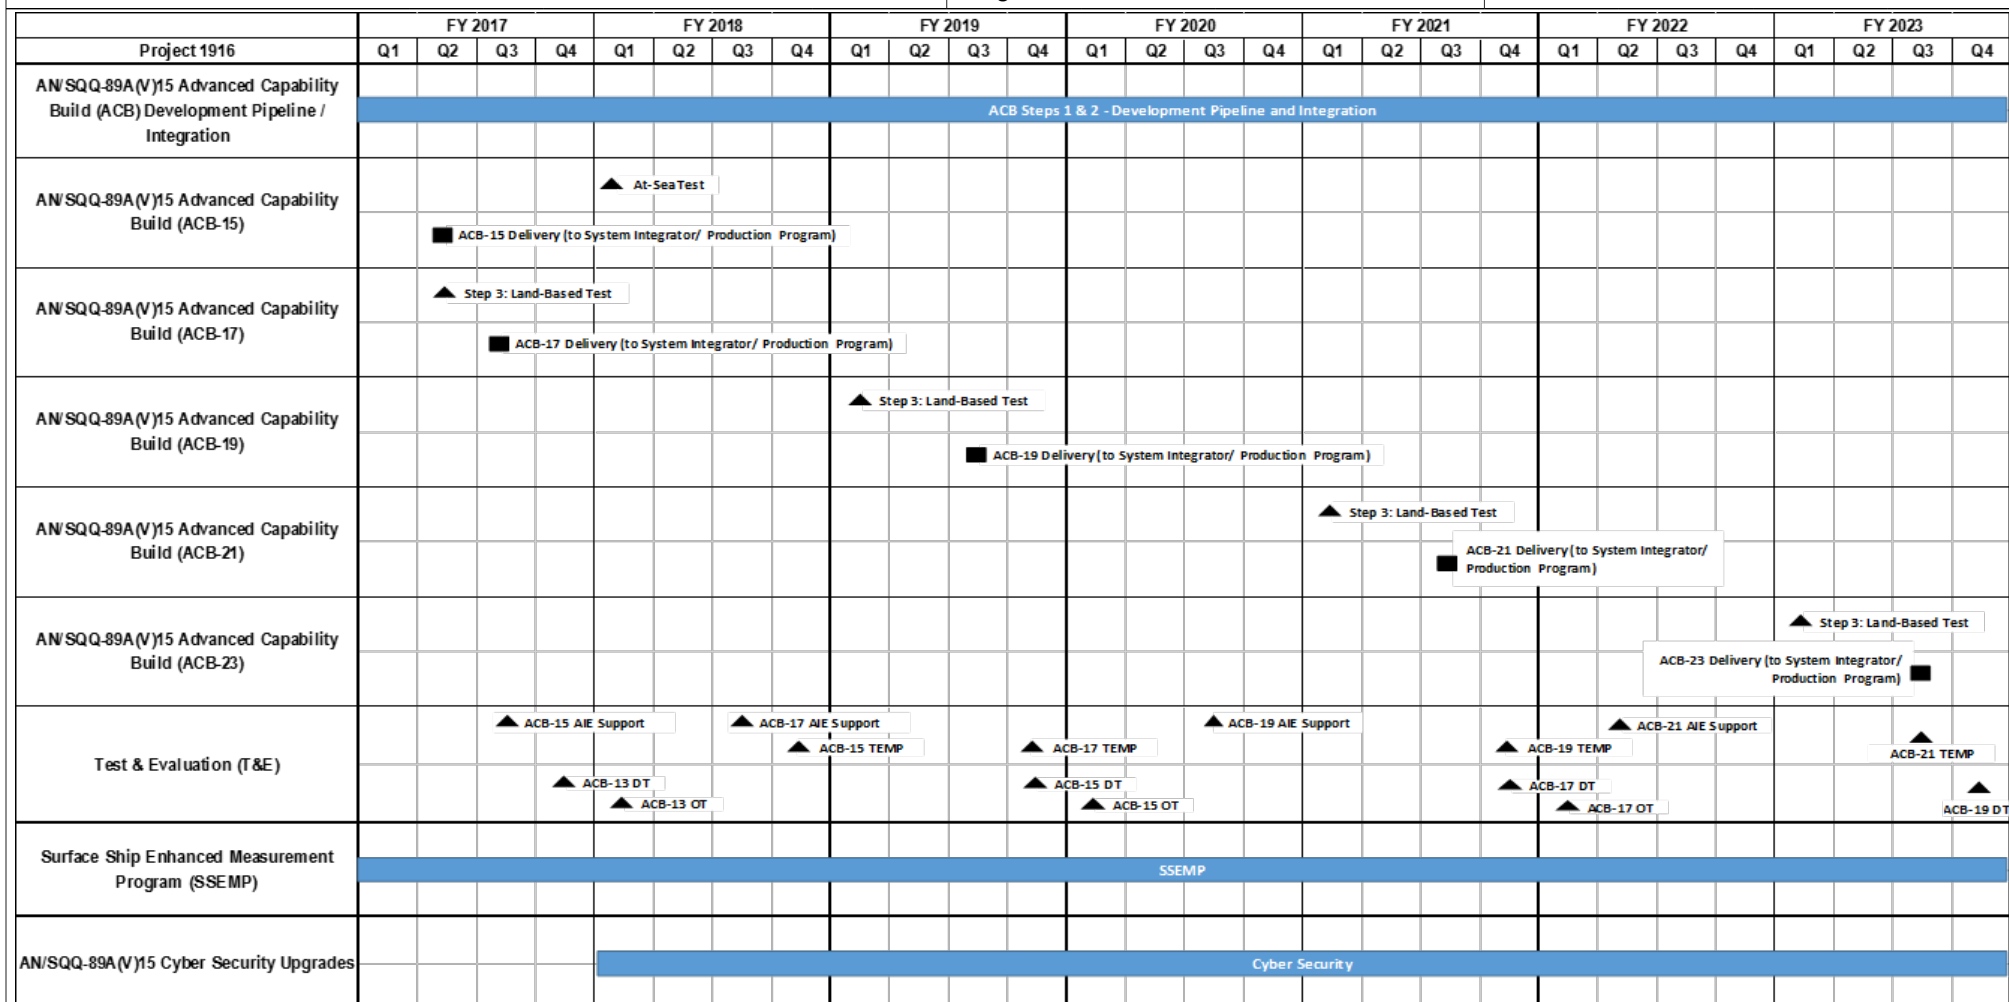 FY 2017 FY 2018 FY 2019 FY 2020 FY 2021 FY 2022 FY 2023
Project 1916 Q1 Q2 Q3 Q4 Q1 Q2 Q3 Q4 Q1 Q2 Q3 Q4 Q1 Q2 Q3 Q4 Q1 Q2 Q3 Q4 Q1 Q2 Q3 Q4 Q1 Q2 Q3 Q4
AN/SQQ-89A(V)15 Advanced Capability
Build (ACB) Development Pipeline /
Integration
ACB Steps 1 & 2 - Development Pipeline and Integration
AN/SQQ-89A(V)15 Advanced Capability
Build (ACB-15)
At-Sea Test
ACB-15 Delivery (to System Integrator/ Production Program)
AN/SQQ-89A(V)15 Advanced Capability
Build (ACB-17)
Step 3: Land-Based Test
ACB-17 Delivery (to System Integrator/ Production Program)
AN/SQQ-89A(V)15 Advanced Capability
Build (ACB-19)
Step 3: Land-Based Test
ACB-19 Delivery (to System Integrator/ Production Program)
AN/SQQ-89A(V)15 Advanced Capability
Build (ACB-21)
Step 3: Land-Based Test
ACB-21 Delivery (to System Integrator/
Production Program)
AN/SQQ-89A(V)15 Advanced Capability
Build (ACB-23)
Step 3: Land-Based Test
ACB-23 Delivery (to System Integrator/
Production Program)
Test & Evaluation (T&E)
ACB-15 AIE Support ACB-17 AIE Support ACB-19 AIE Support ACB-21 AIE Support
ACB-15 TEMP ACB-17 TEMP ACB-19 TEMP ACB-21 TEMP
ACB-13 DT ACB-15 DT ACB-17 DT
ACB-13 OT ACB-15 OT ACB-17 OT ACB-19 DT
Surface Ship Enhanced Measurement
Program (SSEMP)
SSEMP
AN/SQQ-89A(V)15 Cyber Security Upgrades
Cyber Security